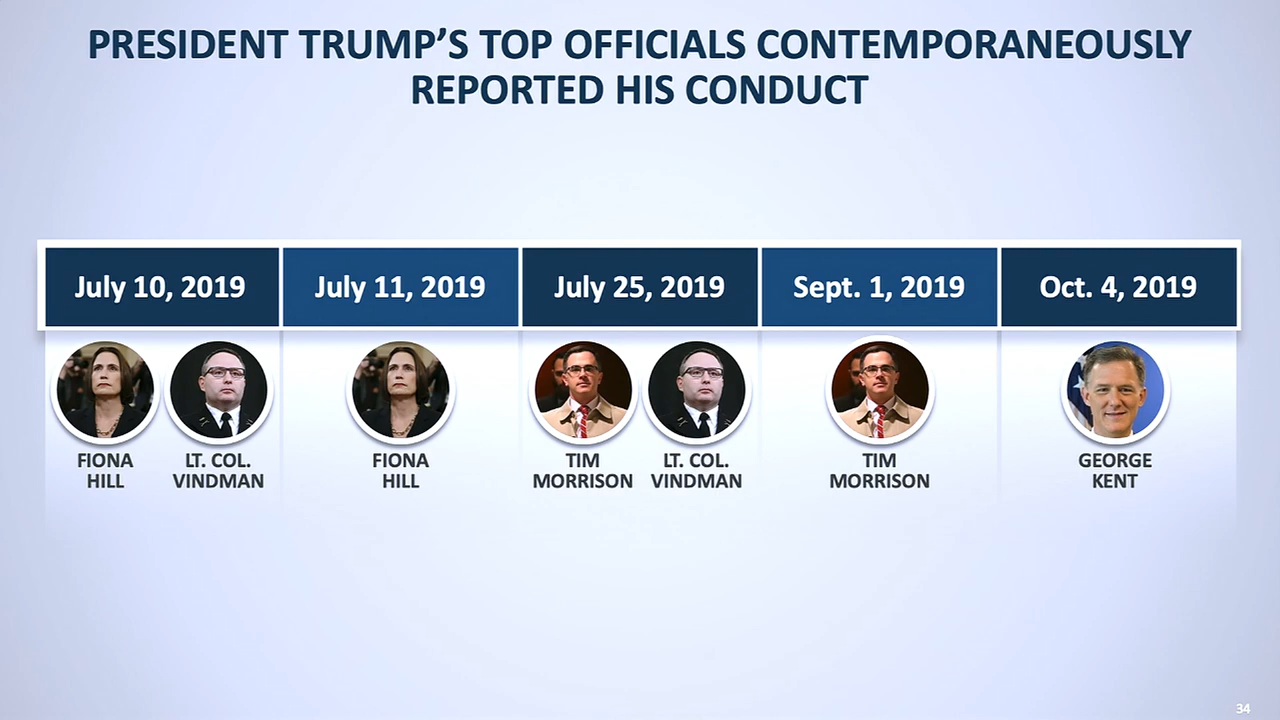 PRESIDENT TRUMP’S TOP OFFICIALS CONTEMPORANEOUSLY
REPORTED HIS CONDUCT
July 10, 2019
July 11, 2019
July 25, 2019
Sept. 1, 2019
Oct. 4, 2019
FIONA
HILL
LT. COL.
VINDMAN
FIONA
HILL
TIM
MORRISON
LT. COL.
VINDMAN
TIM
MORRISON
GEORGE
KENT
34